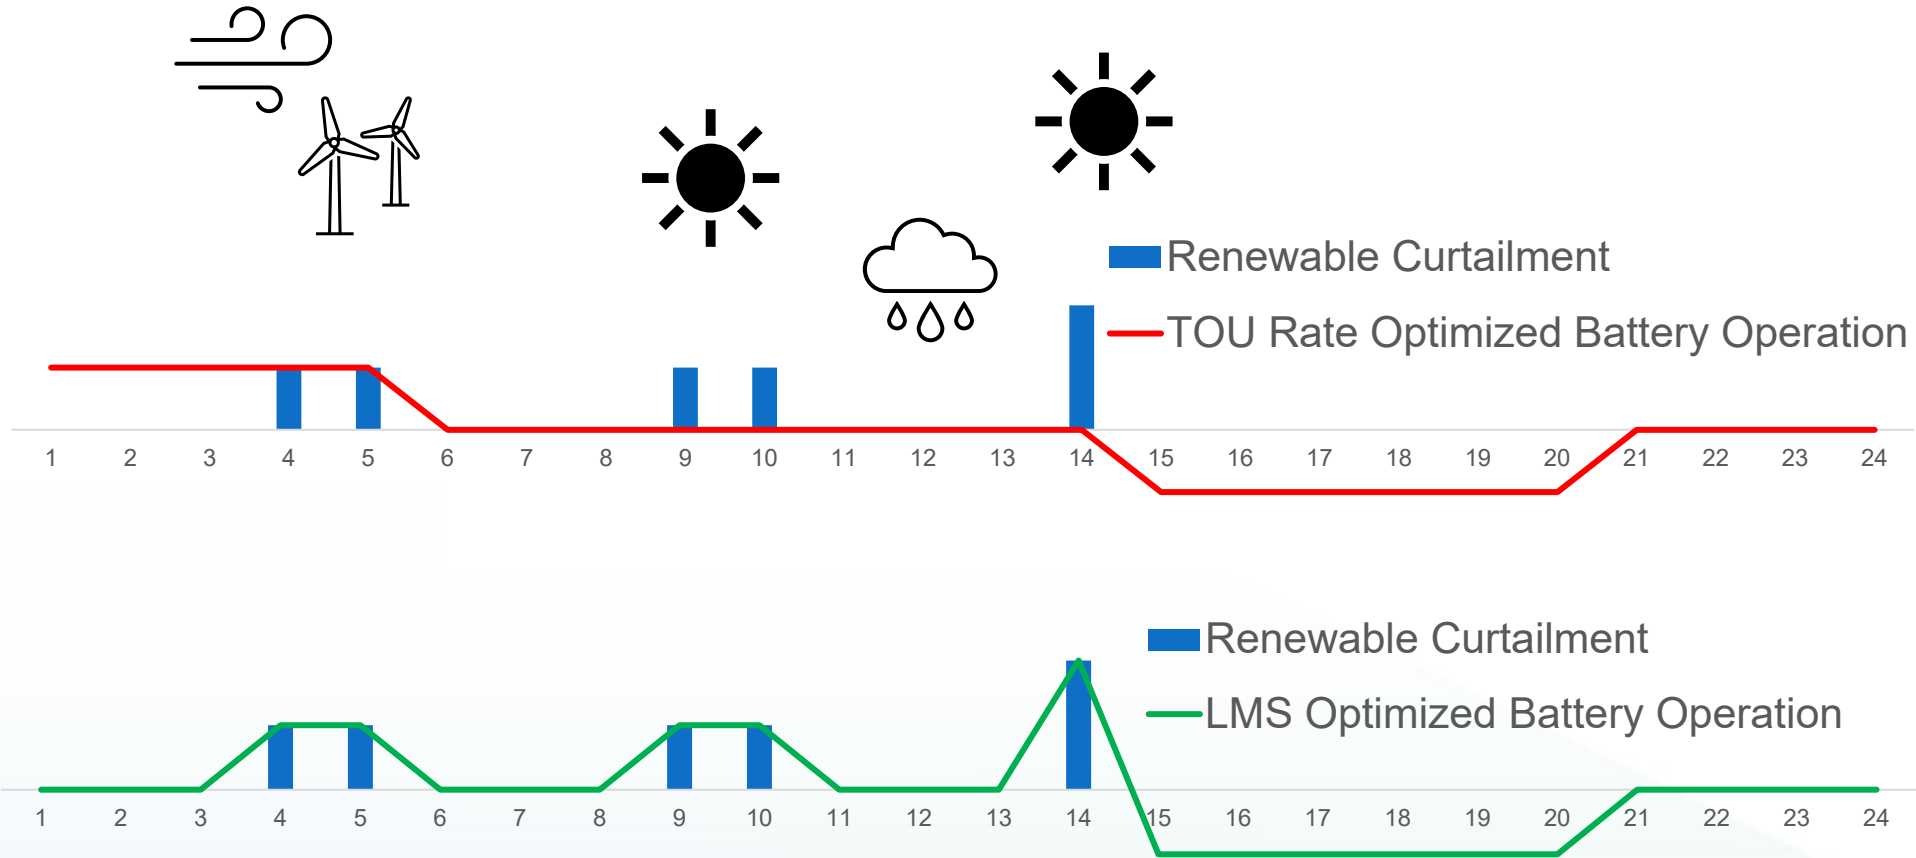 Renewable Curtailment
TOU Rate Optimized Battery Operation
1 2 3 4 5 6 7 8 9 10 11 12 13 14 15 16 17 18 19 20 21 22 23 24
Renewable Curtailment
LMS Optimized Battery Operation
1 2 3 4 5 6 7 8 9 10 11 12 13 14 15 16 17 18 19 20 21 22 23 24